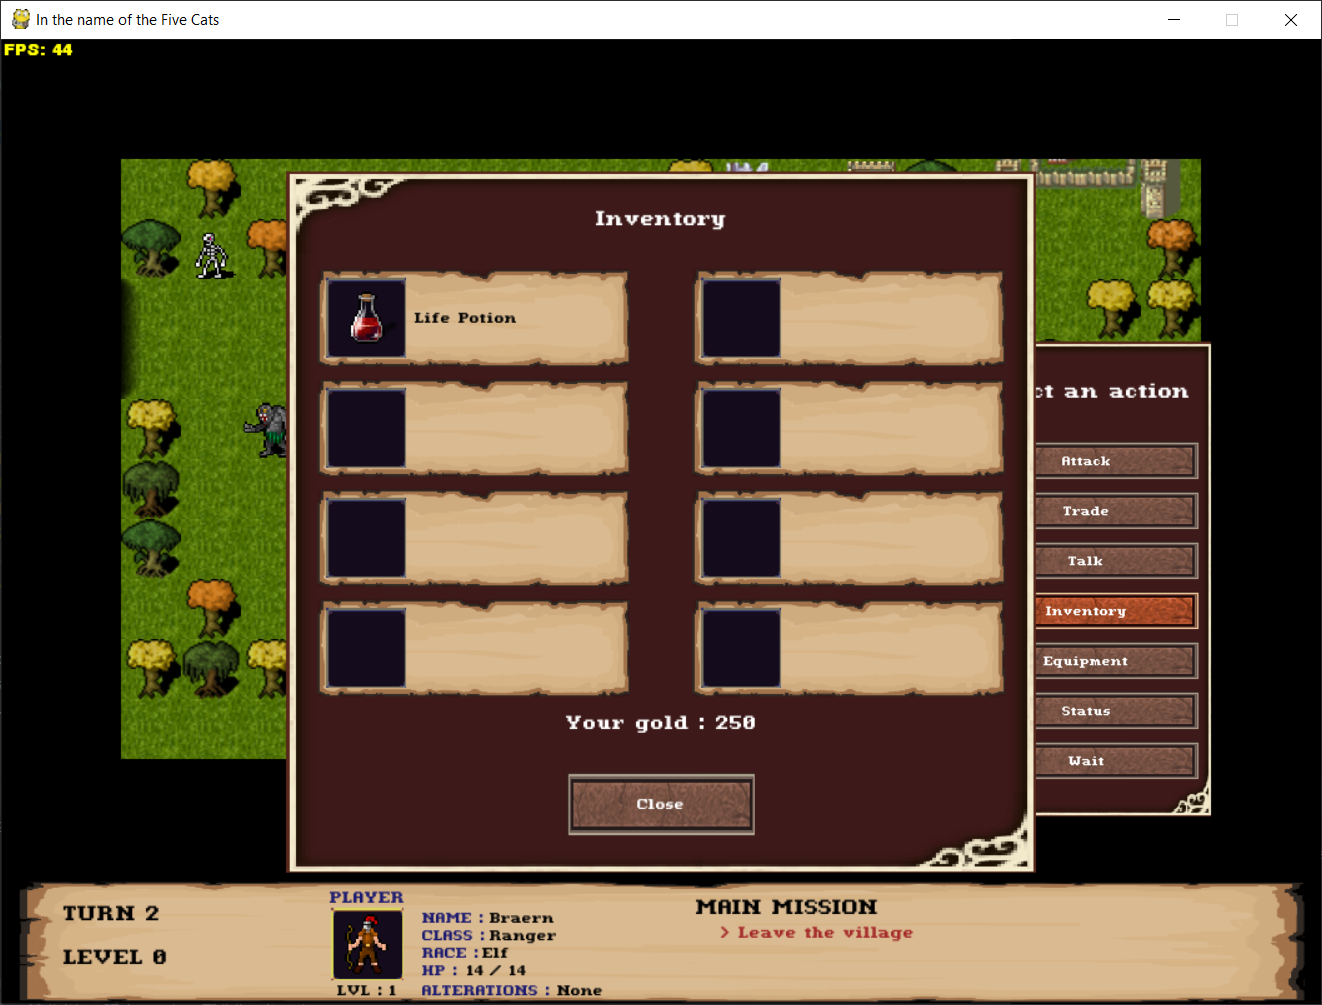 In the name of the Five Cats
FPS: 44
Inventory
Life Potion
Your gold : 250
Close
ct an action
Attack
Trade
Talk
Inventory
Equipment
Status
Wait
TURN 2
LEVEL 0
PLAYER
LVL : 1
NAME : Braern
CLASS : Ranger
RACE : Elf
HP : 14 / 14
ALTERATIONS : None
MAIN MISSION
> Leave the village